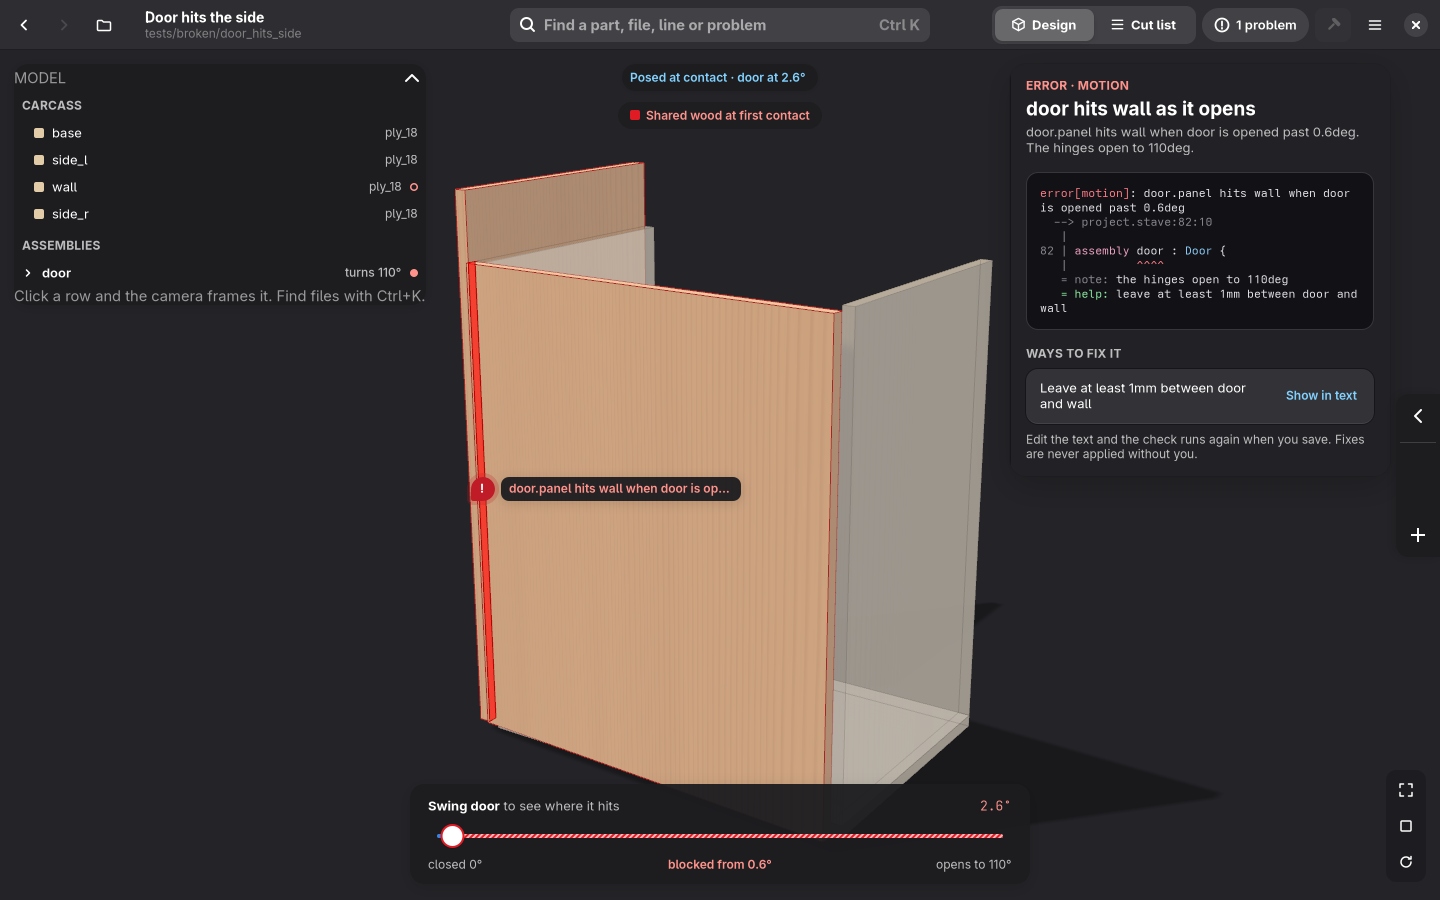 Door hits the side
tests/broken/door_hits_side
Find a part, file, line or problem
Ctrl K
Design
Cut list
1 problem
MODEL
CARCASS
base
ply_18
side_l
ply_18
wall
ply_18
side_r
ply_18
ASSEMBLIES
door
turns 110°
Click a row and the camera frames it. Find files with Ctrl+K.
Posed at contact · door at 2.6°
Shared wood at first contact
!
door.panel hits wall when door is op...
ERROR · MOTION
door hits wall as it opens
door.panel hits wall when door is opened past 0.6deg.
The hinges open to 110deg.
error[motion]: door.panel hits wall when door
is opened past 0.6deg
--> project.stave:82:10
|
82 | assembly door : Door {
| ^^^^
= note: the hinges open to 110deg
= help: leave at least 1mm between door and
wall
WAYS TO FIX IT
Leave at least 1mm between door
and wall
Show in text
Edit the text and the check runs again when you save. Fixes
are never applied without you.
Swing door to see where it hits
2.6°
closed 0°
blocked from 0.6°
opens to 110°